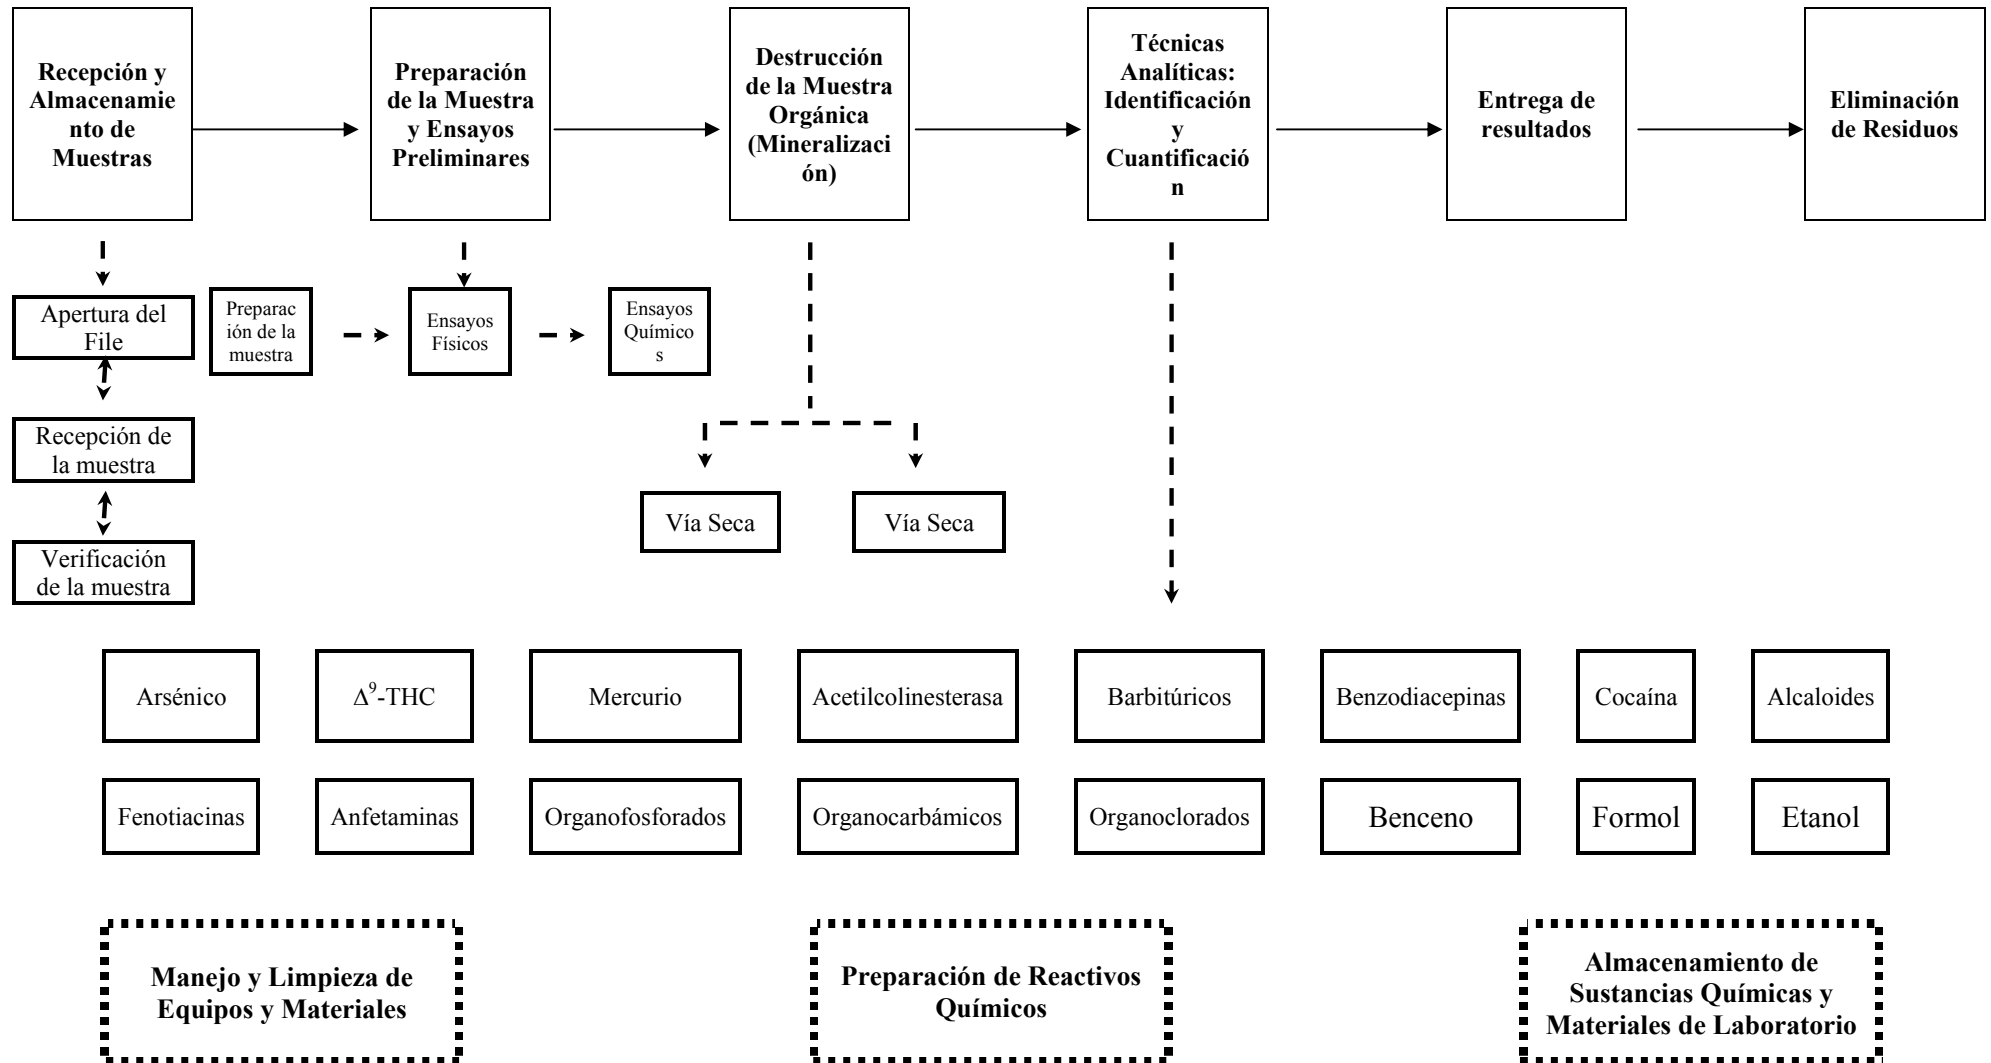 Recepción y
Almacenamie
nto de
Muestras
Preparación
de la Muestra
y Ensayos
Preliminares
Destrucción
de la Muestra
Orgánica
(Mineralizaci
ón)
Técnicas
Analíticas:
Identificación
y
Cuantificació
n
Entrega de
resultados
Eliminación
de Residuos
Apertura del
File
Preparac
ión de la
muestra
Ensayos
Físicos
Ensayos
Químico
s
Recepción de
la muestra
Verificación
de la muestra
Vía Seca
Vía Seca
Arsénico
Δ⁹-THC
Mercurio
Acetilcolinesterasa
Barbitúricos
Benzodiacepinas
Cocaína
Alcaloides
Fenotiacinas
Anfetaminas
Organofosforados
Organocarbámicos
Organoclorados
Benceno
Formol
Etanol
Manejo y Limpieza de
Equipos y Materiales
Preparación de Reactivos
Químicos
Almacenamiento de
Sustancias Químicas y
Materiales de Laboratorio